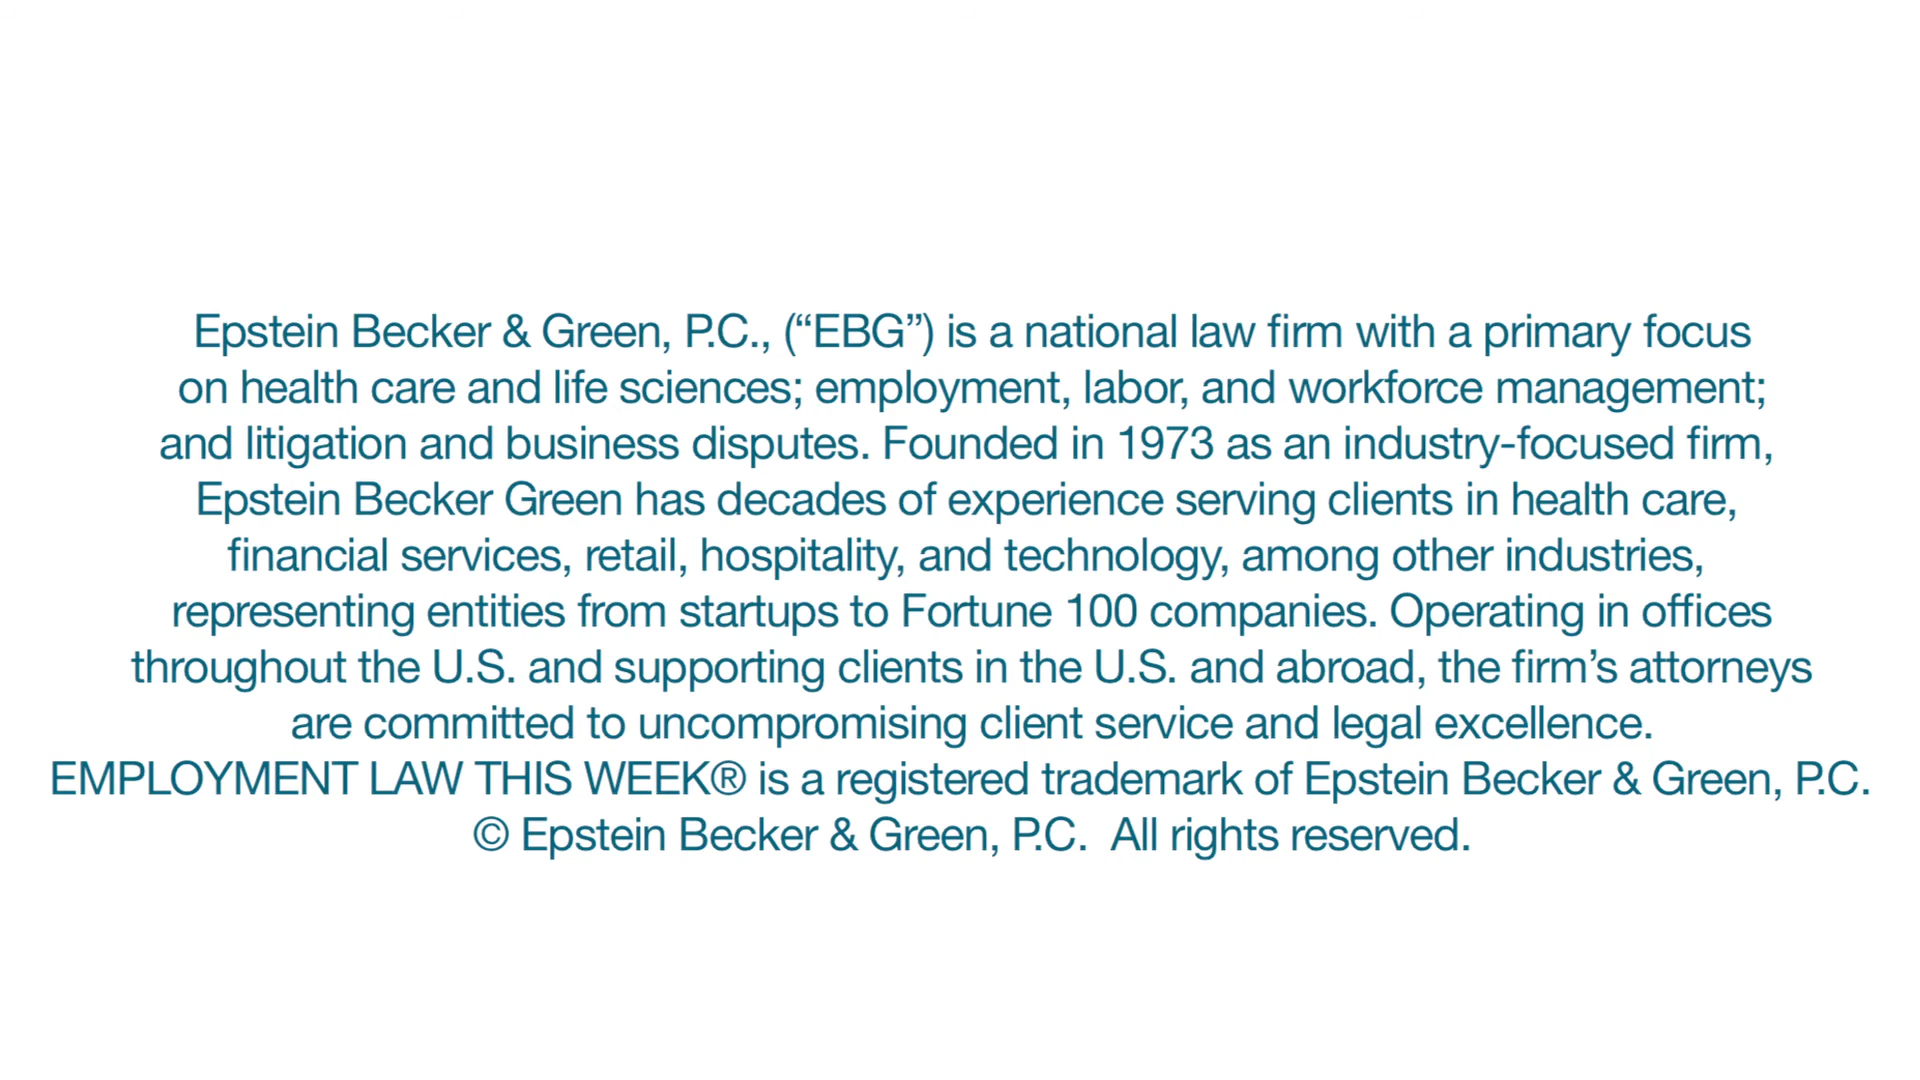 Epstein Becker & Green, P.C., (“EBG”) is a national law firm with a primary focus
on health care and life sciences; employment, labor, and workforce management;
and litigation and business disputes. Founded in 1973 as an industry-focused firm,
Epstein Becker Green has decades of experience serving clients in health care,
financial services, retail, hospitality, and technology, among other industries,
representing entities from startups to Fortune 100 companies. Operating in offices
throughout the U.S. and supporting clients in the U.S. and abroad, the firm’s attorneys
are committed to uncompromising client service and legal excellence.
EMPLOYMENT LAW THIS WEEK® is a registered trademark of Epstein Becker & Green, P.C.
© Epstein Becker & Green, P.C.  All rights reserved.